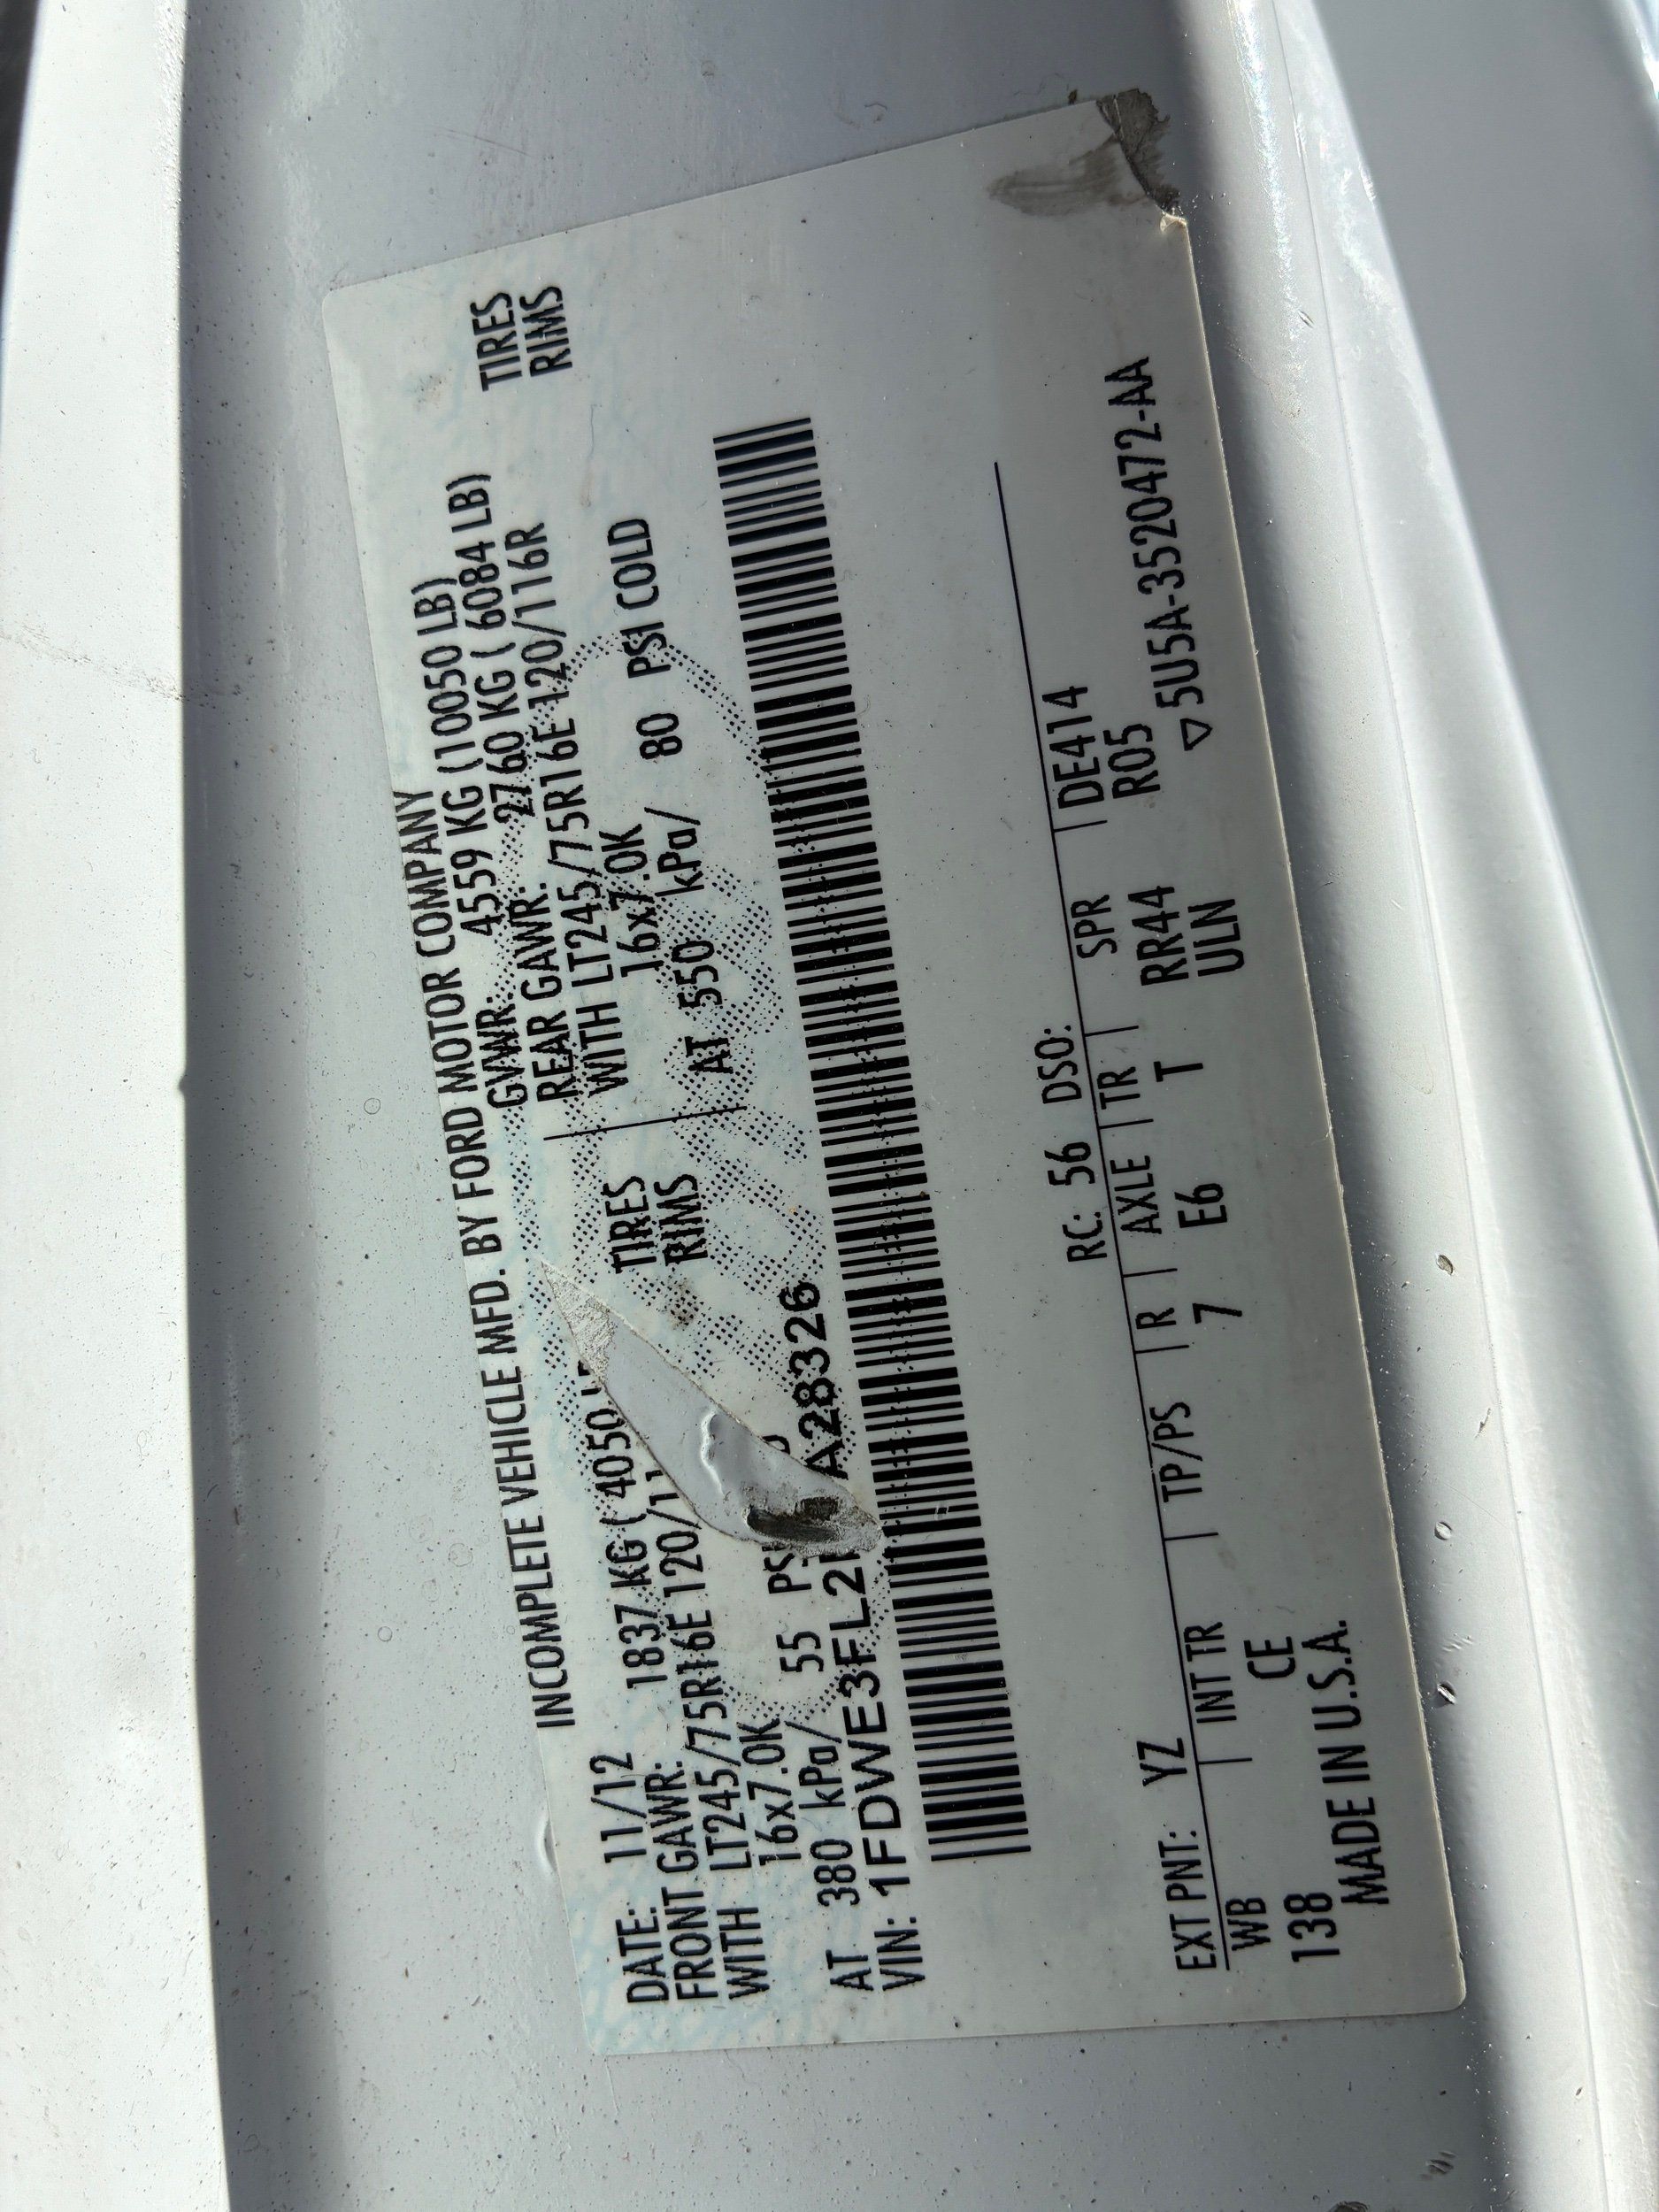 INCOMPLETE VEHICLE MFD. BY FORD MOTOR COMPANY
DATE: 11/12 GVWR: 4559 KG (10050 LB)
FRONT GAWR: 1837 KG ( 4050 REAR GAWR: 2760 KG ( 6084 LB)
WITH LT245/75R16E 120/11 TIRES WITH LT245/75R16E 120/116R TIRES
16x7.0K RIMS 16x7.0K RIMS
AT 380 kPa/ 55 AT 550 kPa/ 80 PSI COLD
VIN: 1FDWE3FL2 A28326
EXT PNT: YZ RC: 56 DSO:
WB INT TR TP/PS R AXLE TR SPR DE414
138 CE 7 E6 T RR44 R05
ULN
MADE IN U.S.A. ▽5U5A-3520472-AA